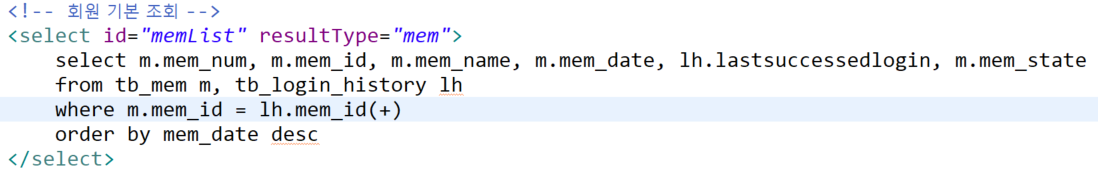 <!-- 회원 기본 조회 -->
<select id="memList" resultType="mem">
    select m.mem_num, m.mem_id, m.mem_name, m.mem_date, lh.lastsuccessedlogin, m.mem_state
    from tb_mem m, tb_login_history lh
    where m.mem_id = lh.mem_id(+)
    order by mem_date desc
</select>